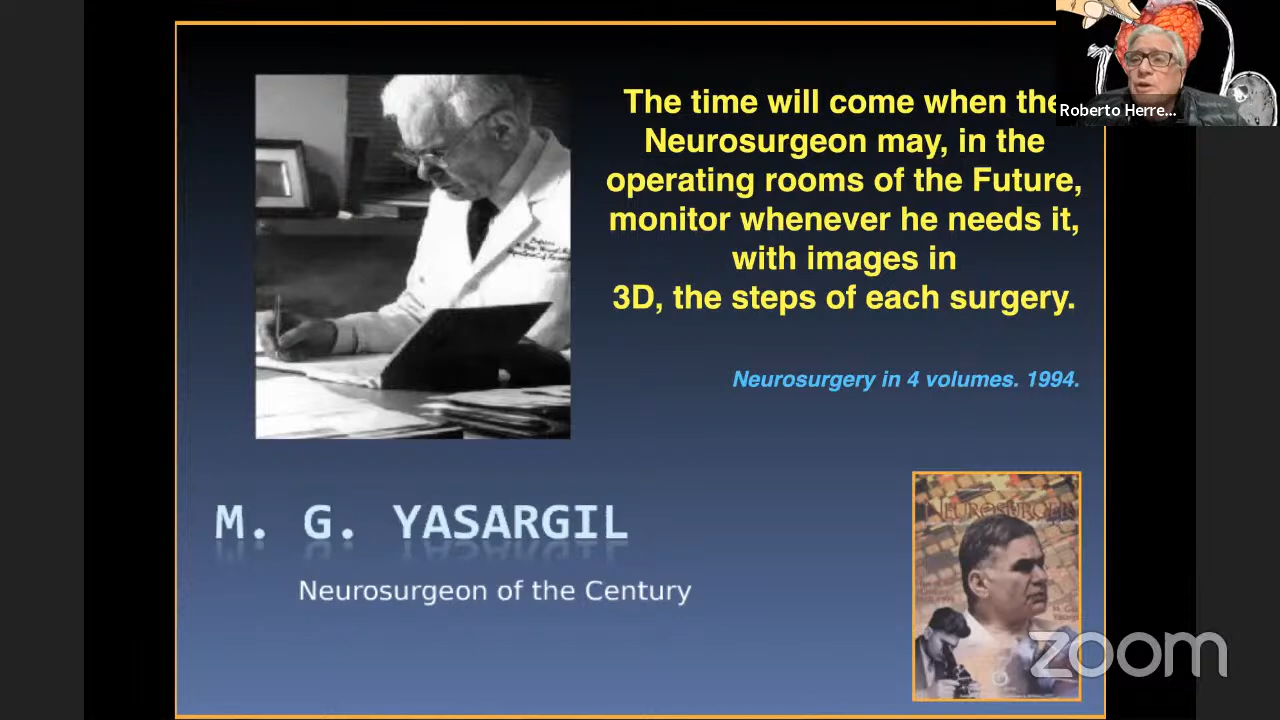 The time will come when the
Neurosurgeon may, in the
operating rooms of the Future,
monitor whenever he needs it,
with images in
3D, the steps of each surgery.
Neurosurgery in 4 volumes. 1994.
M. G. YASARGIL
Neurosurgeon of the Century
Roberto Herre...
NEUROSURGERY
zoom